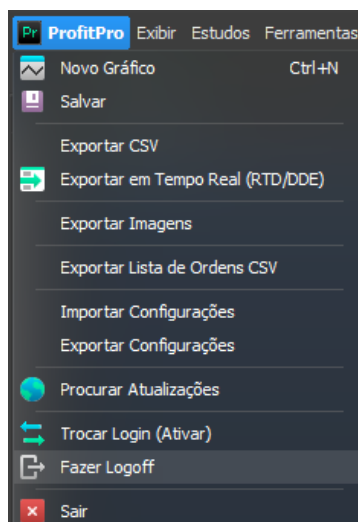 Pr ProfitPro Exibir Estudos Ferramentas
Novo Gráfico Ctrl+N
Salvar
Exportar CSV
Exportar em Tempo Real (RTD/DDE)
Exportar Imagens
Exportar Lista de Ordens CSV
Importar Configurações
Exportar Configurações
Procurar Atualizações
Trocar Login (Ativar)
Fazer Logoff
Sair